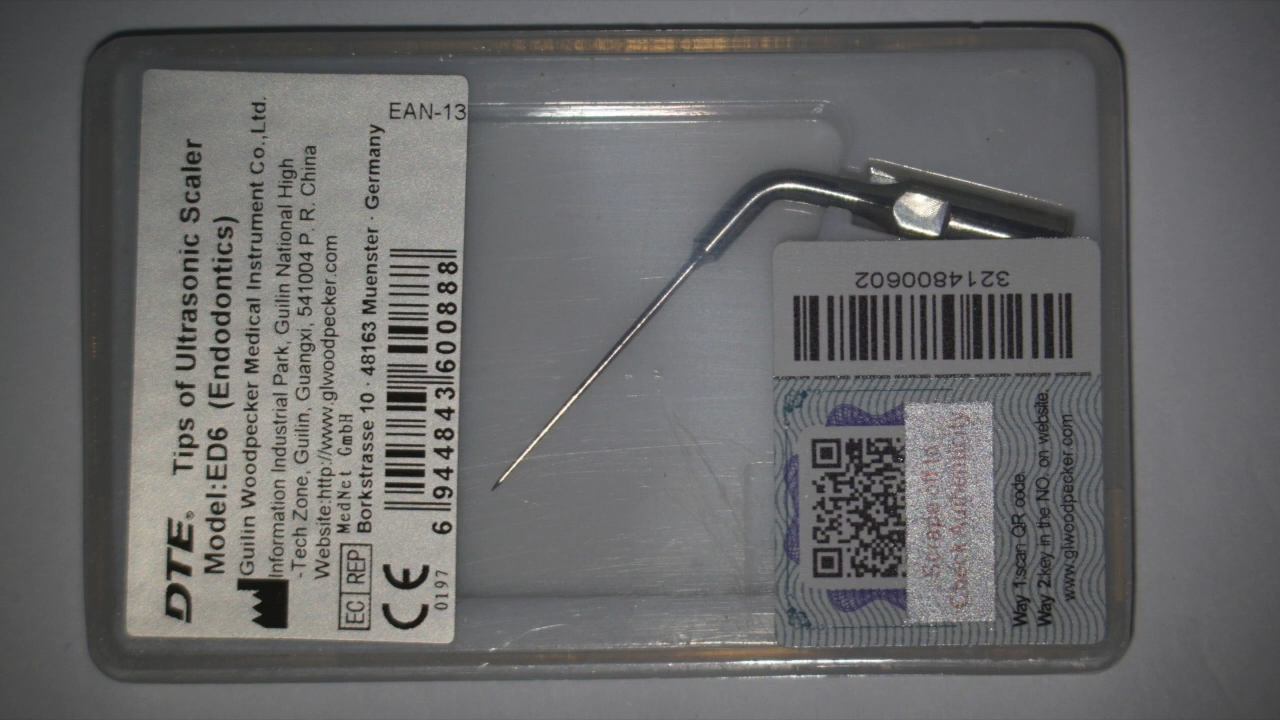 DTE® Tips of Ultrasonic Scaler
Model:ED6 (Endodontics)
Guilin Woodpecker Medical Instrument Co.,Ltd.
Information Industrial Park, Guilin National High
-Tech Zone, Guilin, Guangxi, 541004 P. R. China
Website:http://www.glwoodpecker.com
EC REP MedNet GmbH
Borkstrasse 10 · 48163 Muenster · Germany
EAN-13
6 944843 600888
CE
0197
3214800602
Scrape off to
Check Authenticity
Way 1:scan QR code.
Way 2:key in the NO. on website.
www.glwoodpecker.com